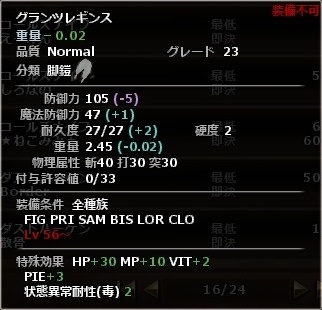 装備不可
グランツレギンス
重量－0.02
品質 Normal グレード 23
分類 脚鎧
防御力 105 (-5)
魔法防御力 47 (+1)
耐久度 27/27 (+2) 硬度 2
重量 2.45 (-0.02)
物理属性 斬40 打30 突30
付与許容値 0/33
装備条件 全種族
FIG PRI SAM BIS LOR CLO
Lv 56～
特殊効果 HP+30 MP+10 VIT+2
PIE+3
状態異常耐性(毒) 2
16/24